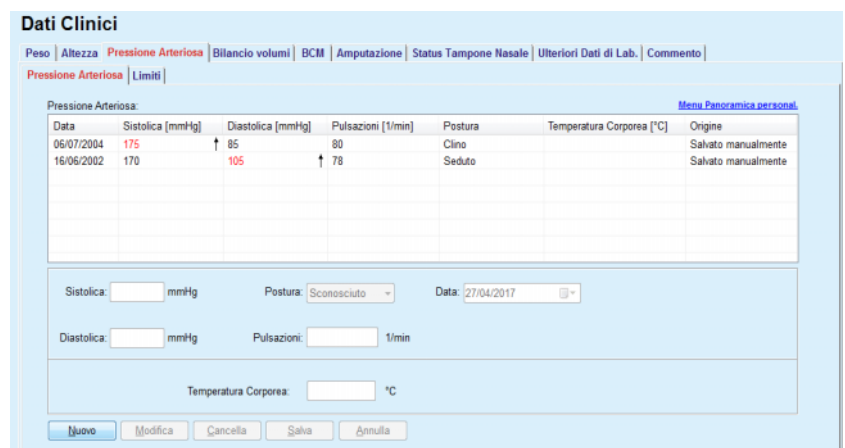 Dati Clinici
Peso Altezza Pressione Arteriosa Bilancio volumi BCM Amputazione Status Tampone Nasale Ulteriori Dati di Lab. Commento
Pressione Arteriosa Limiti
Pressione Arteriosa: Menu Panoramica personal.
Data Sistolica [mmHg] Diastolica [mmHg] Pulsazioni [1/min] Postura Temperatura Corporea [°C] Origine
06/07/2004 175 85 80 Clino Salvato manualmente
16/06/2002 170 105 78 Seduto Salvato manualmente
Sistolica: mmHg Postura: Sconosciuto Data: 27/04/2017
Diastolica: mmHg Pulsazioni: 1/min
Temperatura Corporea: °C
Nuovo Modifica Cancella Salva Annulla